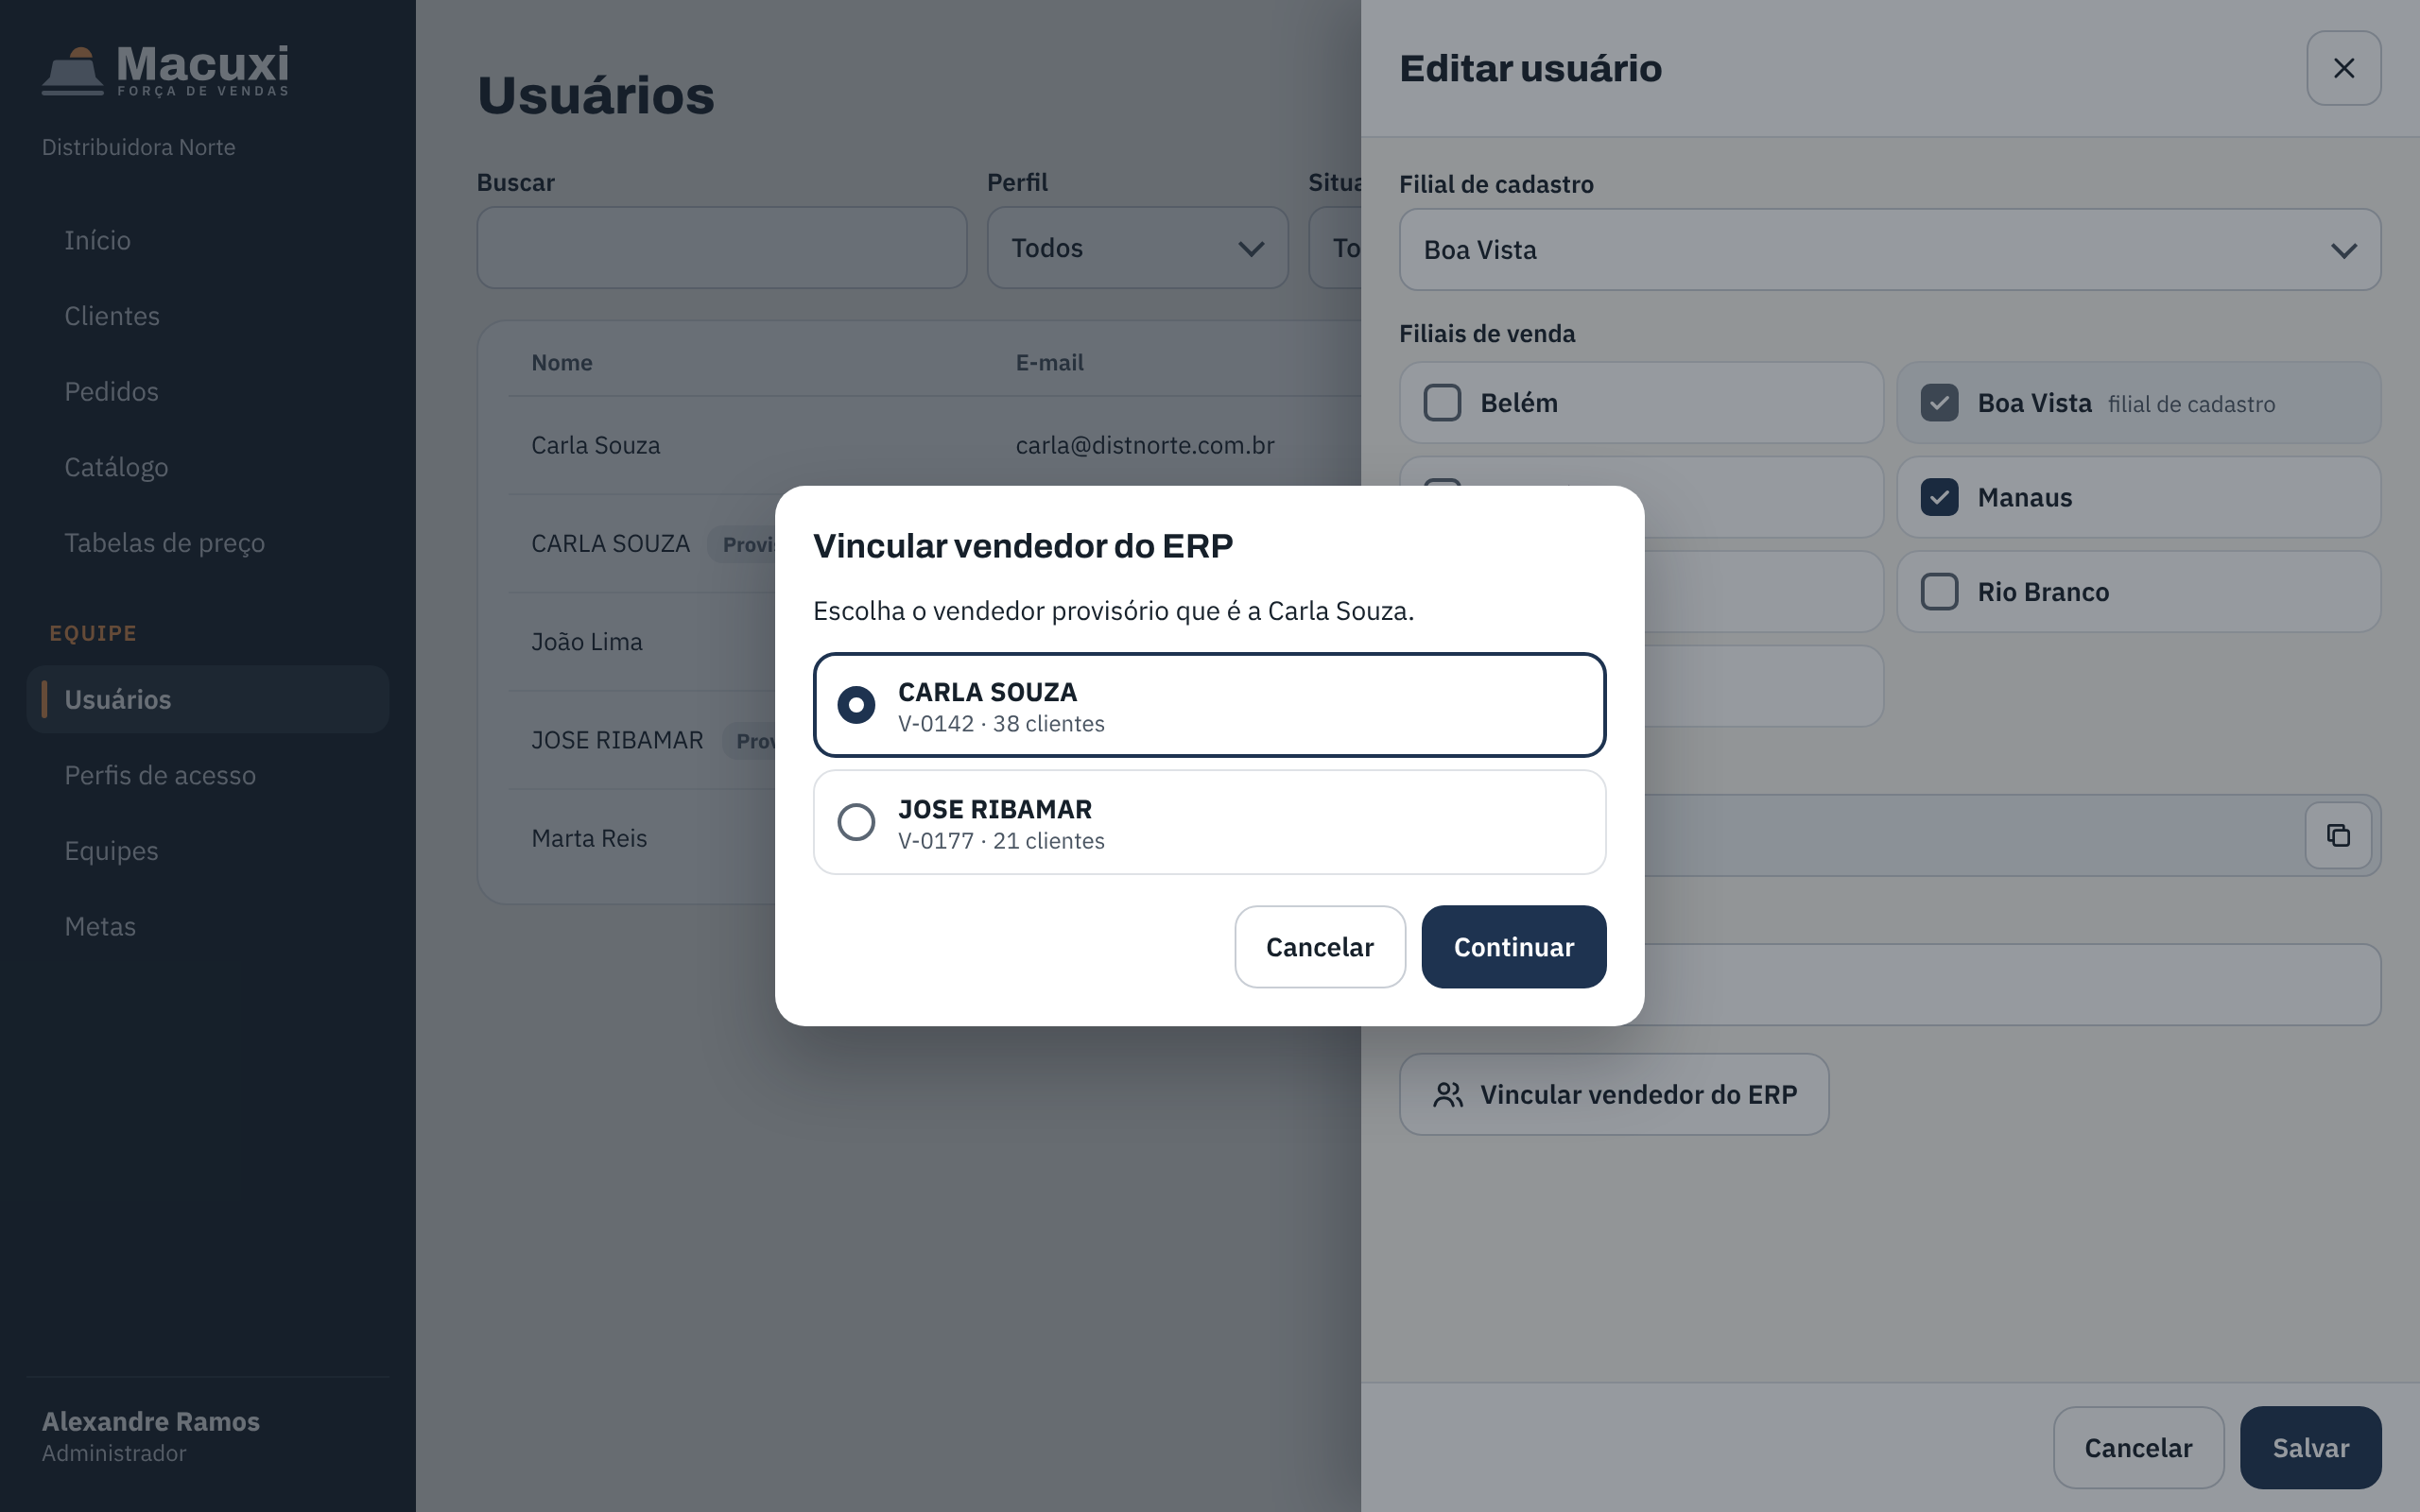 Macuxi
FORÇA DE VENDAS
Distribuidora Norte
Início
Clientes
Pedidos
Catálogo
Tabelas de preço
EQUIPE
Usuários
Perfis de acesso
Equipes
Metas
Alexandre Ramos
Administrador
Usuários
Buscar
Perfil
Todos
Nome
E-mail
Carla Souza
carla@distnorte.com.br
CARLA SOUZA
João Lima
JOSE RIBAMAR
Marta Reis
Vincular vendedor do ERP
Escolha o vendedor provisório que é a Carla Souza.
CARLA SOUZA
V-0142 · 38 clientes
JOSE RIBAMAR
V-0177 · 21 clientes
Cancelar
Continuar
Editar usuário
Filial de cadastro
Boa Vista
Filiais de venda
Belém
Boa Vista filial de cadastro
Manaus
Rio Branco
Vincular vendedor do ERP
Cancelar
Salvar